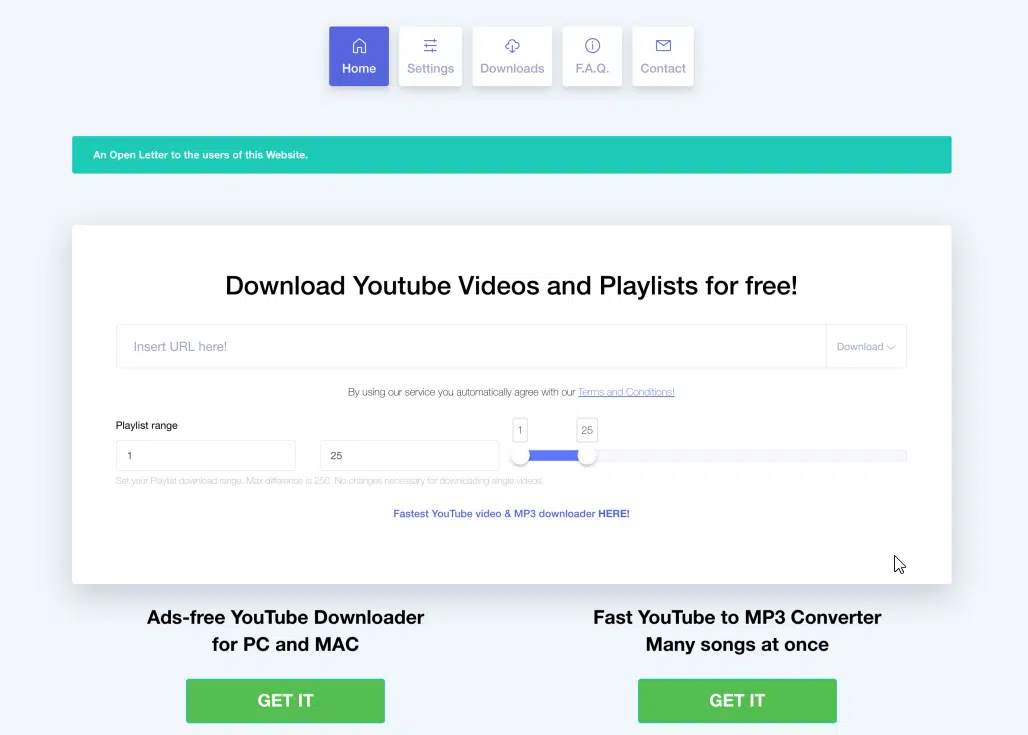 Home
Settings
Downloads
F.A.Q.
Contact
An Open Letter to the users of this Website.
Download Youtube Videos and Playlists for free!
Insert URL here!
Download
By using our service you automatically agree with our Terms and Conditions!
Playlist range
1
25
1
25
Set your Playlist download range. Max difference is 250. No changes necessary for downloading single videos.
Fastest YouTube video & MP3 downloader HERE!
Ads-free YouTube Downloader
for PC and MAC
GET IT
Fast YouTube to MP3 Converter
Many songs at once
GET IT